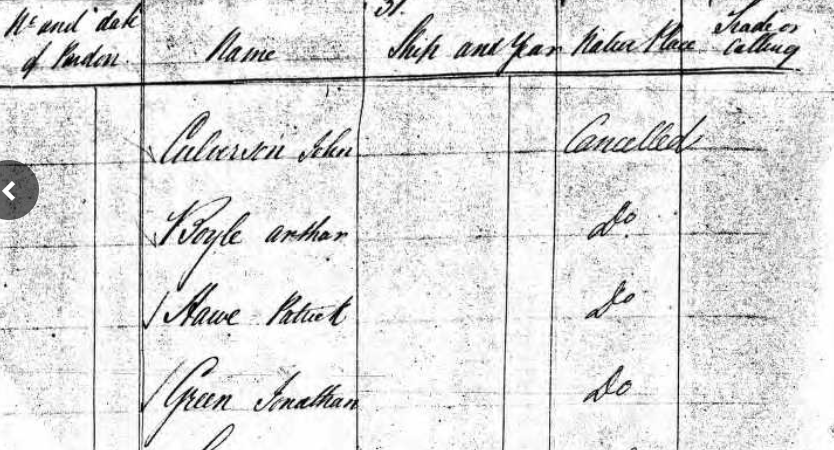 31.
No and date of Pardon Name Ship and Year Native Place Trade or Calling
Culverson John Cancelled
Boyle arthur Do
Hawe Patrick Do
Green Jonathan Do